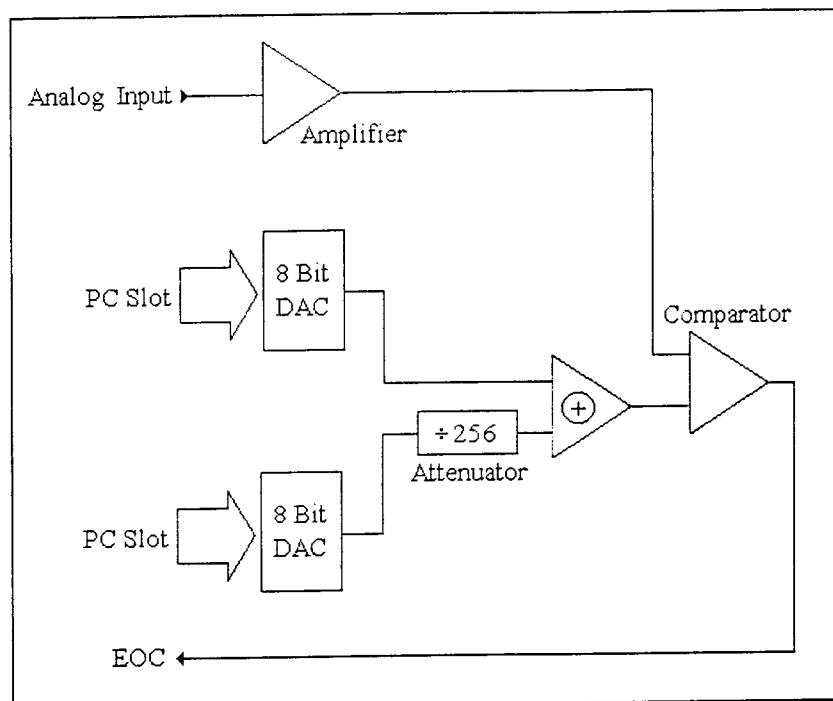 Analog Input
Amplifier
PC Slot
8 Bit
DAC
Comparator
+
÷256
Attenuator
PC Slot
8 Bit
DAC
EOC